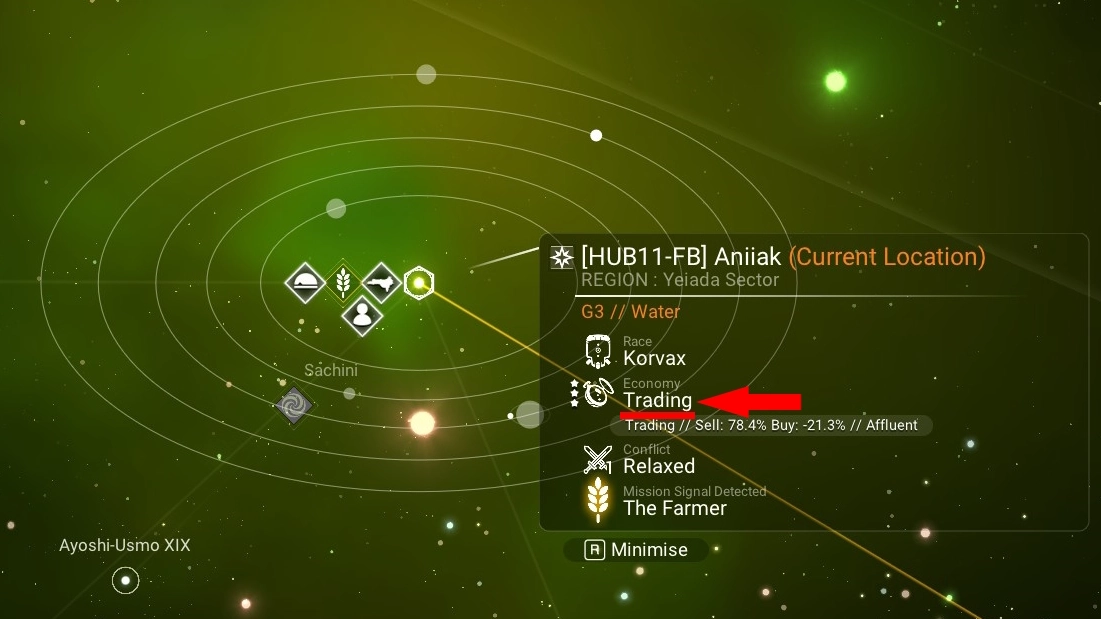 [HUB11-FB] Aniiak (Current Location)
REGION : Yeiada Sector
G3 // Water
Race
Korvax
Economy
Trading
Trading // Sell: 78.4% Buy: -21.3% // Affluent
Conflict
Relaxed
Mission Signal Detected
The Farmer
R Minimise
Sachini
Ayoshi-Usmo XIX